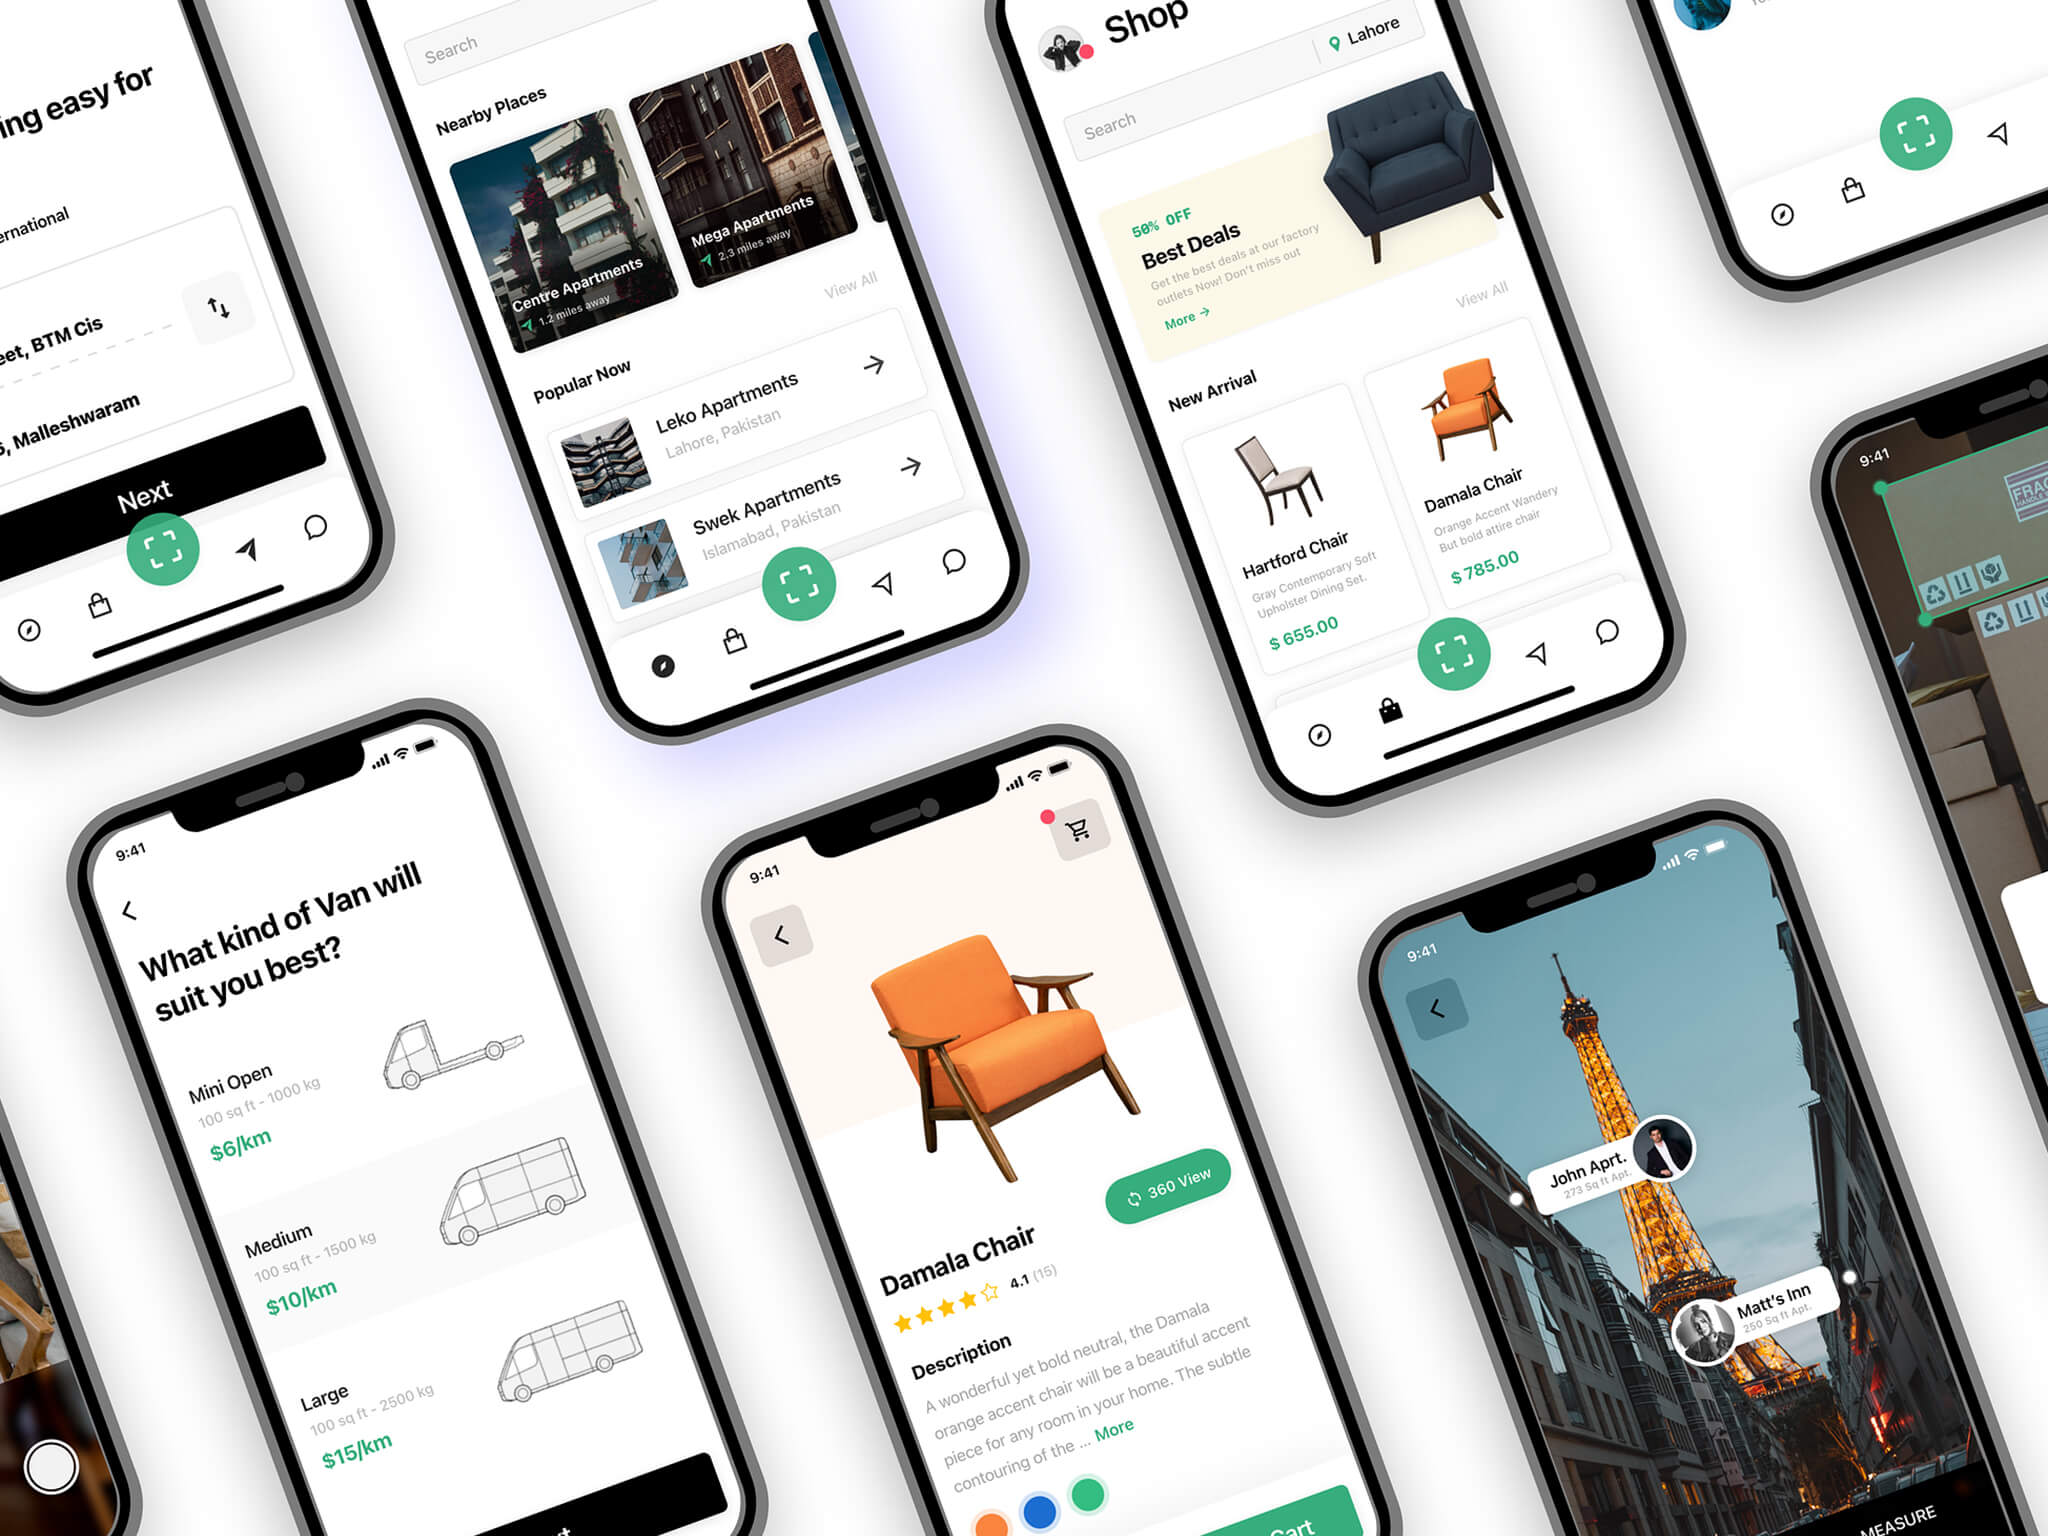 ing easy for
ernational
eet, BTM Cis
, Malleshwaram
Next
Search
Nearby Places
Centre Apartments
1.2 miles away
Mega Apartments
2.3 miles away
View All
Popular Now
Leko Apartments
Lahore, Pakistan
Swek Apartments
Islamabad, Pakistan
Shop
Search
Lahore
50% OFF
Best Deals
Get the best deals at our factory
outlets Now! Don't miss out
More →
View All
New Arrival
Hartford Chair
Gray Contemporary Soft
Upholster Dining Set.
$ 655.00
Damala Chair
Orange Accent Wandery
But bold attire chair
$ 785.00
9:41
FRAG
9:41
What kind of Van will
suit you best?
Mini Open
100 sq ft - 1000 kg
$6/km
Medium
100 sq ft - 1500 kg
$10/km
Large
100 sq ft - 2500 kg
$15/km
9:41
360 View
Damala Chair
4.1 (15)
Description
A wonderful yet bold neutral, the Damala
orange accent chair will be a beautiful accent
piece for any room in your home. The subtle
contouring of the ... More
Cart
9:41
John Aprt.
273 Sq ft Apt.
Matt's Inn
250 Sq ft Apt.
MEASURE